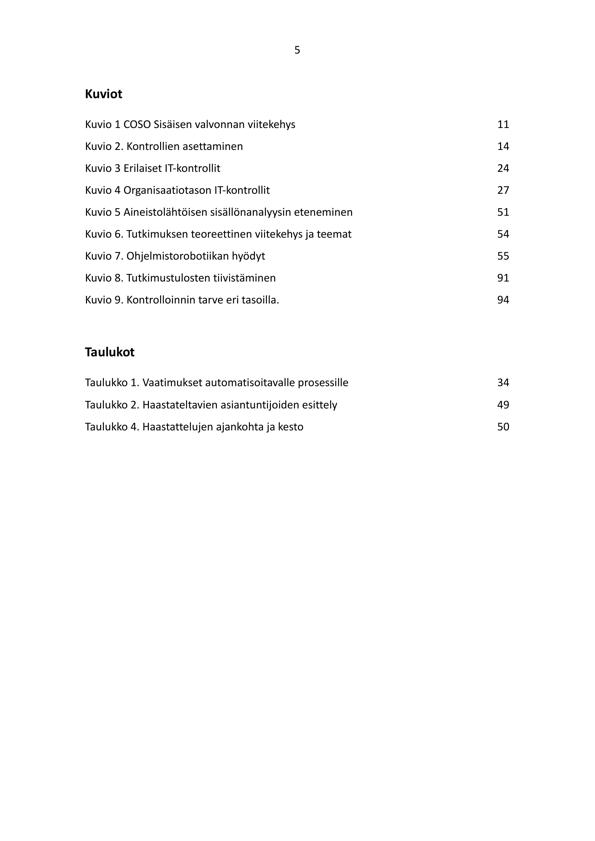 5
Kuviot
Kuvio 1 COSO Sisäisen valvonnan viitekehys 11
Kuvio 2. Kontrollien asettaminen 14
Kuvio 3 Erilaiset IT-kontrollit 24
Kuvio 4 Organisaatiotason IT-kontrollit 27
Kuvio 5 Aineistolähtöisen sisällönanalyysin eteneminen 51
Kuvio 6. Tutkimuksen teoreettinen viitekehys ja teemat 54
Kuvio 7. Ohjelmistorobotiikan hyödyt 55
Kuvio 8. Tutkimustulosten tiivistäminen 91
Kuvio 9. Kontrolloinnin tarve eri tasoilla. 94
Taulukot
Taulukko 1. Vaatimukset automatisoitavalle prosessille 34
Taulukko 2. Haastateltavien asiantuntijoiden esittely 49
Taulukko 4. Haastattelujen ajankohta ja kesto 50